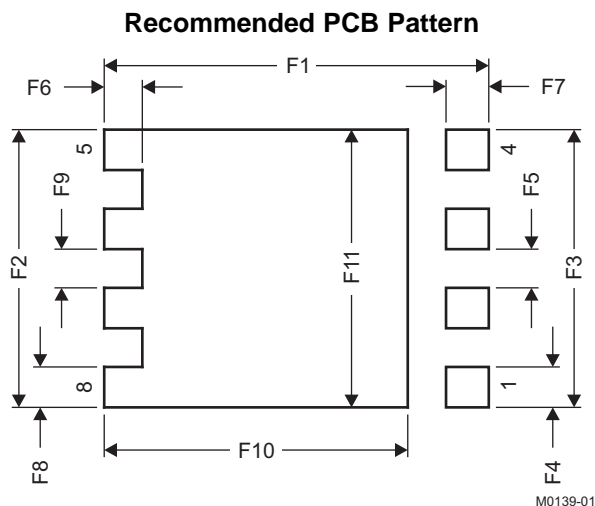 Recommended PCB Pattern
F1
F6
F7
5
4
F9
F5
F2
F11
F3
8
1
F10
F8
F4
M0139-01